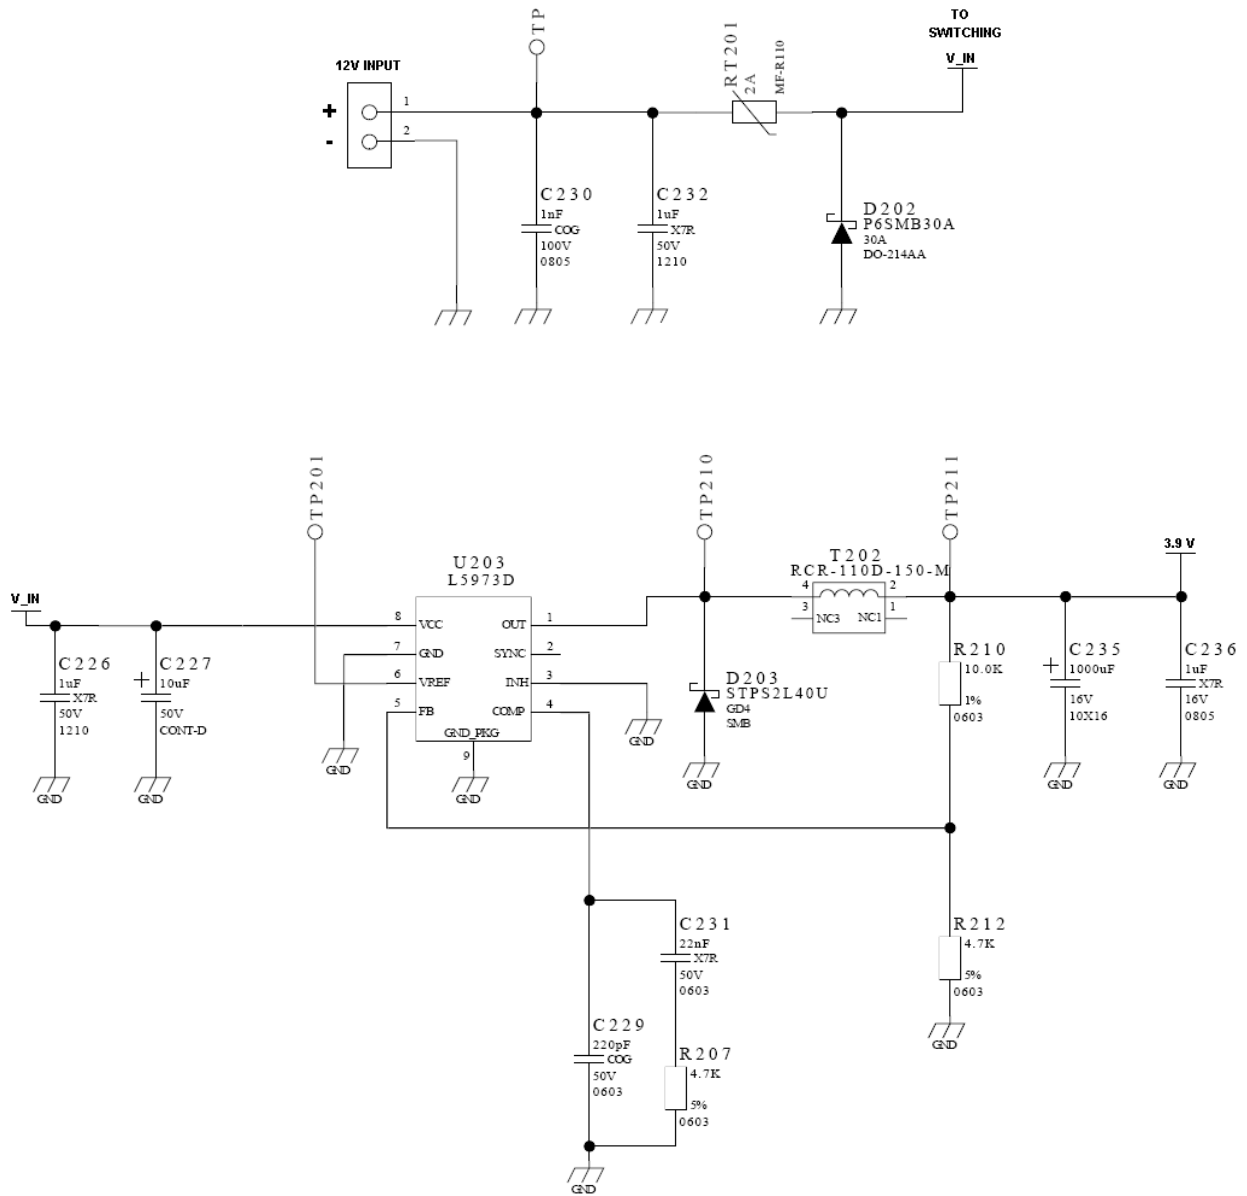 TP
RT201
2A
MF-R110
TO
SWITCHING
V_IN
12V INPUT
+
-
1
2
C230
1nF
COG
100V
0805
C232
1uF
X7R
50V
1210
D202
P6SMB30A
30A
DO-214AA
TP201
TP210
TP211
U203
L5973D
T202
RCR-110D-150-M
4
2
3
1
NC3
NC1
3.9 V
V_IN
8
VCC
OUT
1
7
GND
SYNC
2
6
VREF
INH
3
5
FB
COMP
4
GND_PKG
9
C226
1uF
X7R
50V
1210
C227
+
10uF
50V
CONT-D
D203
STPS2L40U
GD4
SMB
R210
10.0K
1%
0603
C235
+
1000uF
16V
10X16
C236
1uF
X7R
16V
0805
GND
GND
GND
GND
GND
GND
GND
GND
C231
22nF
X7R
50V
0603
R212
4.7K
5%
0603
GND
C229
220pF
COG
50V
0603
R207
4.7K
5%
0603
GND